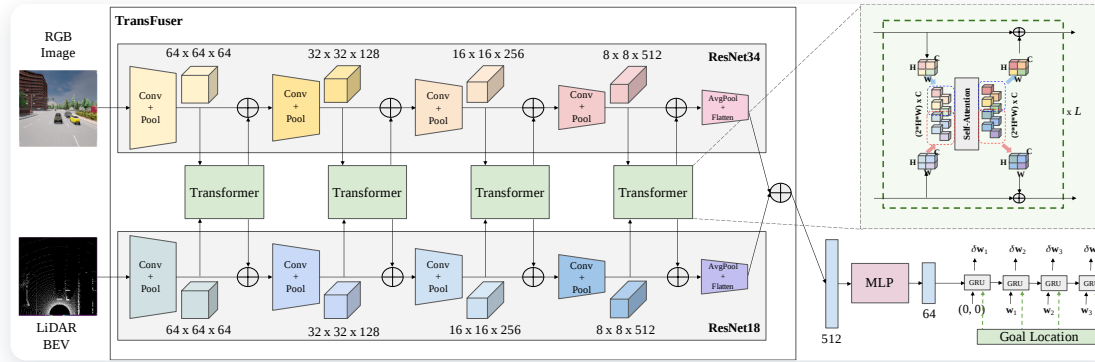 TransFuser
RGB
Image
64 x 64 x 64
32 x 32 x 128
16 x 16 x 256
8 x 8 x 512
ResNet34
Conv
+
Pool
Conv
+
Pool
Conv
+
Pool
Conv
+
Pool
AvgPool
+
Flatten
Transformer
Transformer
Transformer
Transformer
Conv
+
Pool
Conv
+
Pool
Conv
+
Pool
Conv
+
Pool
AvgPool
+
Flatten
LiDAR
BEV
64 x 64 x 64
32 x 32 x 128
16 x 16 x 256
8 x 8 x 512
ResNet18
C
H
W
(2*H*W) x C
Self-Attention
(2*H*W) x C
C
H
W
C
H
W
C
H
W
x L
512
MLP
64
δw₁
δw₂
δw₃
δw
GRU
GRU
GRU
GRU
(0, 0)
w₁
w₂
w₃
Goal Location